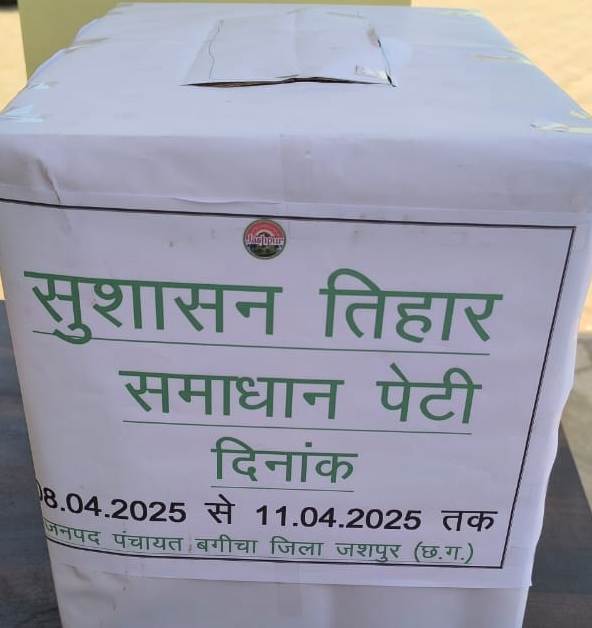 Jashpur
सुशासन तिहार
समाधान पेटी
दिनांक
08.04.2025 से 11.04.2025 तक
जनपद पंचायत बगीचा जिला जशपुर (छ.ग.)